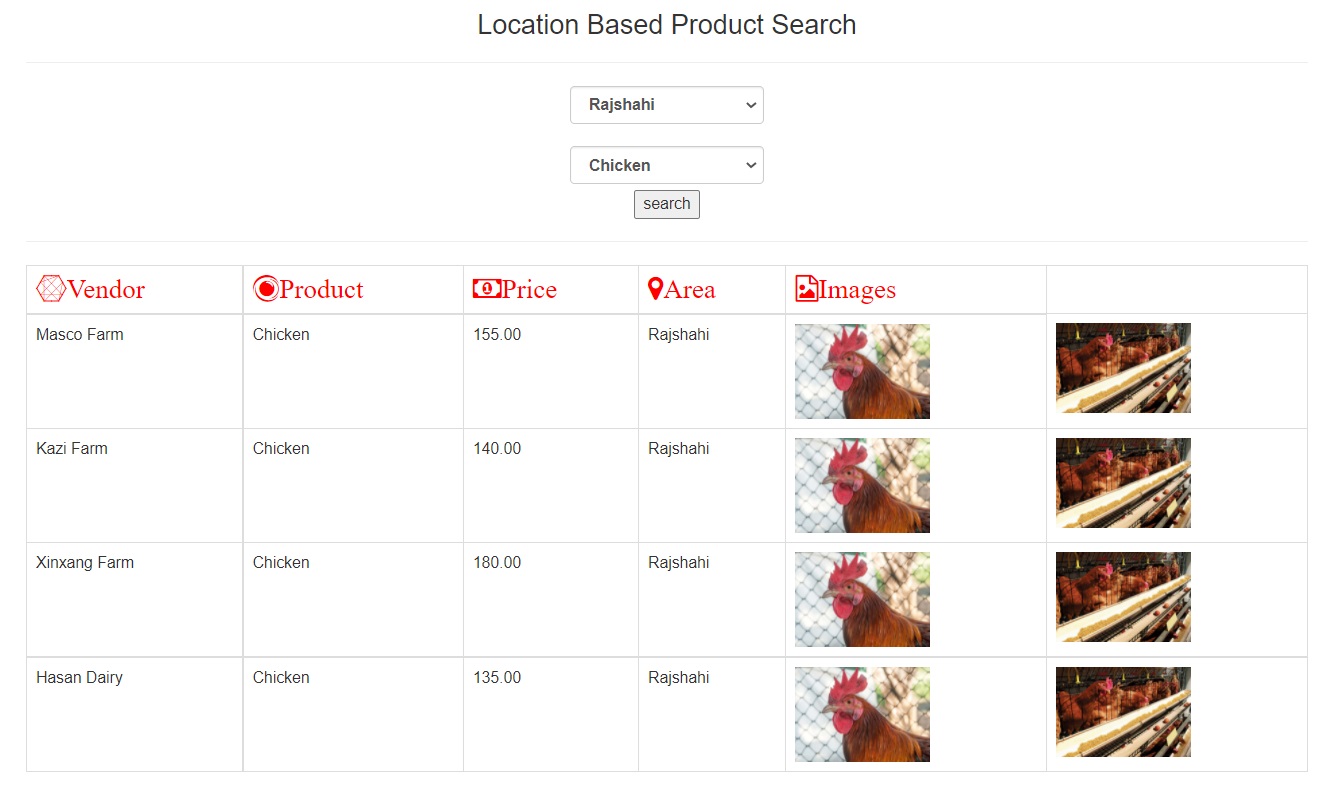 Location Based Product Search
Rajshahi
Chicken
search
Vendor Product Price Area Images
Masco Farm Chicken 155.00 Rajshahi
Kazi Farm Chicken 140.00 Rajshahi
Xinxang Farm Chicken 180.00 Rajshahi
Hasan Dairy Chicken 135.00 Rajshahi